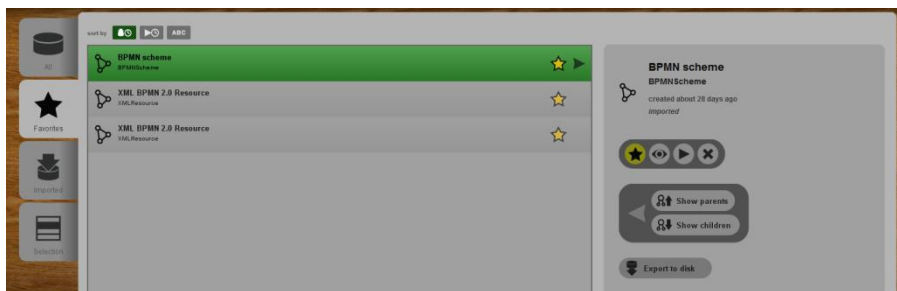 sort by ABC
All
Favorites
Imported
Selection
BPMN scheme
BPMNScheme
XML BPMN 2.0 Resource
XMLResource
XML BPMN 2.0 Resource
XMLResource
BPMN scheme
BPMNScheme
created about 28 days ago
imported
Show parents
Show children
Export to disk